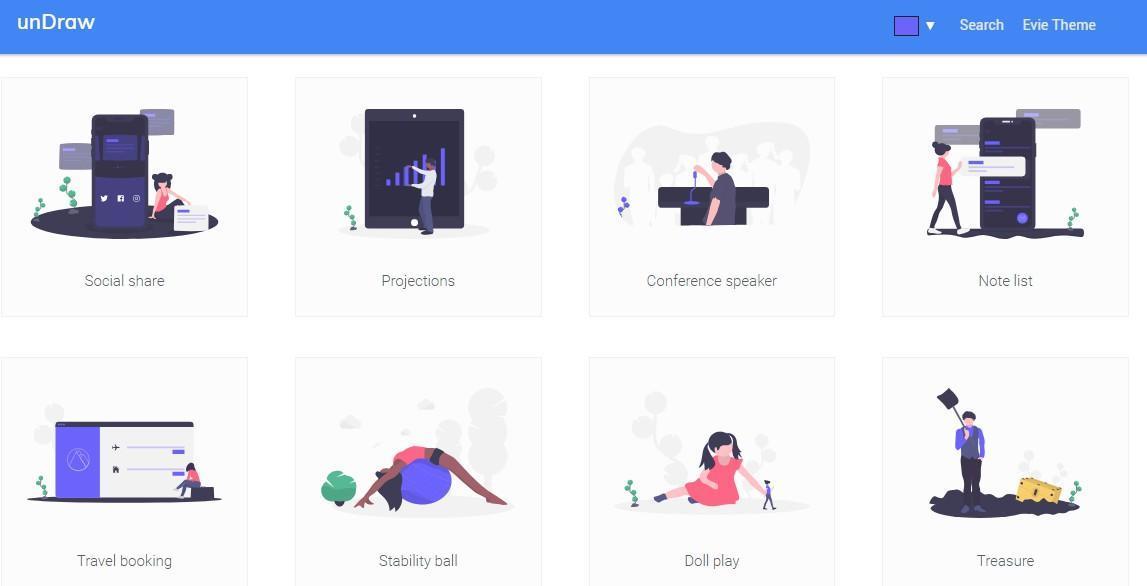 unDraw
Search
Evie Theme
Social share
Projections
Conference speaker
Note list
Travel booking
Stability ball
Doll play
Treasure